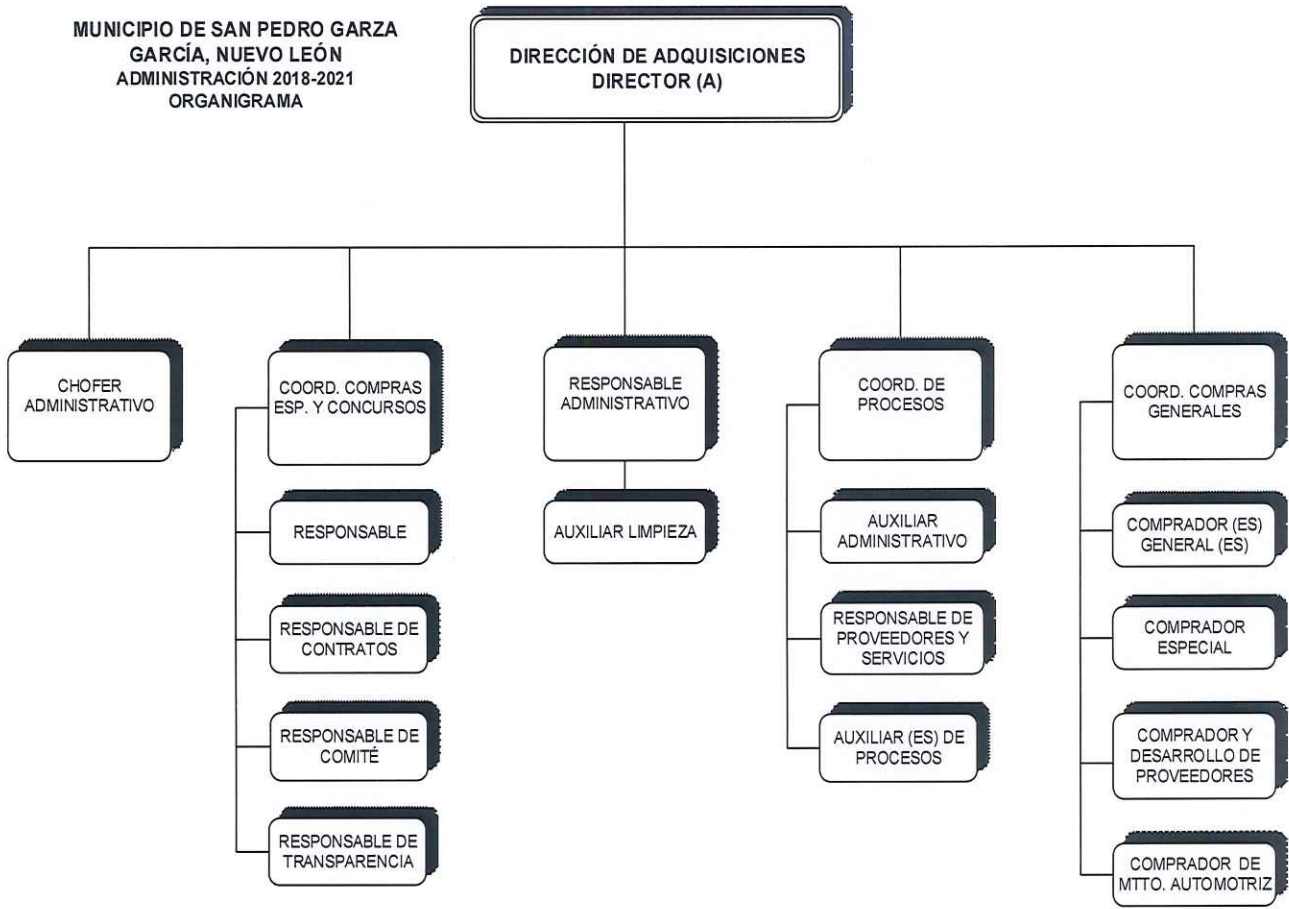 MUNICIPIO DE SAN PEDRO GARZA
GARCÍA, NUEVO LEÓN
ADMINISTRACIÓN 2018-2021
ORGANIGRAMA
DIRECCIÓN DE ADQUISICIONES
DIRECTOR (A)
CHOFER
ADMINISTRATIVO
COORD. COMPRAS
ESP. Y CONCURSOS
RESPONSABLE
ADMINISTRATIVO
COORD. DE
PROCESOS
COORD. COMPRAS
GENERALES
RESPONSABLE
RESPONSABLE DE
CONTRATOS
RESPONSABLE DE
COMITÉ
RESPONSABLE DE
TRANSPARENCIA
AUXILIAR LIMPIEZA
AUXILIAR
ADMINISTRATIVO
RESPONSABLE DE
PROVEEDORES Y
SERVICIOS
AUXILIAR (ES) DE
PROCESOS
COMPRADOR (ES)
GENERAL (ES)
COMPRADOR
ESPECIAL
COMPRADOR Y
DESARROLLO DE
PROVEEDORES
COMPRADOR DE
MTTO. AUTOMOTRIZ